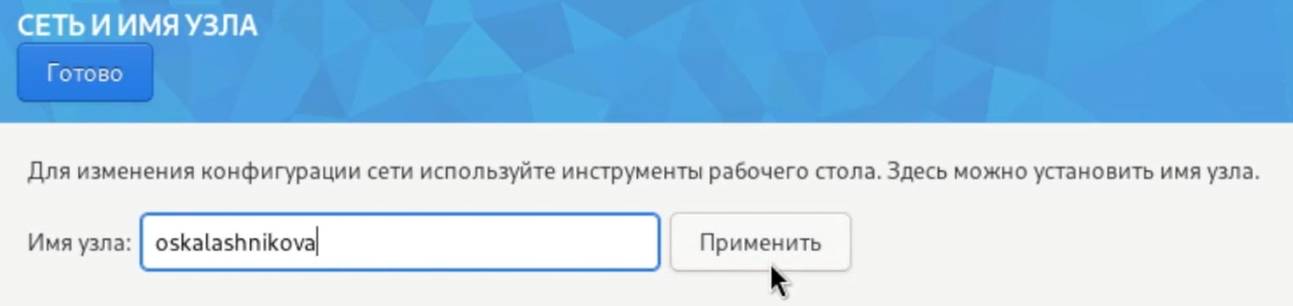 СЕТЬ И ИМЯ УЗЛА
Готово
Для изменения конфигурации сети используйте инструменты рабочего стола. Здесь можно установить имя узла.
Имя узла: oskalashnikova Применить